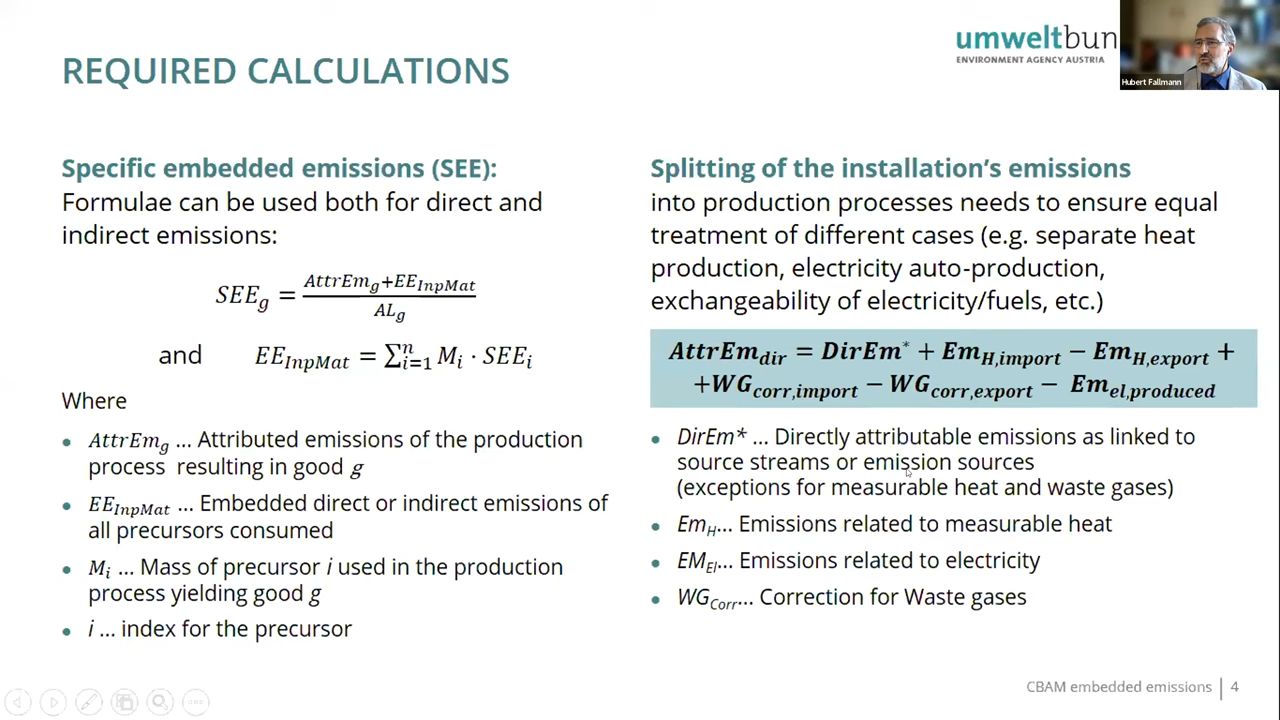 umweltbun
ENVIRONMENT AGENCY AUSTRIA
Hubert Fallmann
REQUIRED CALCULATIONS
Specific embedded emissions (SEE):
Formulae can be used both for direct and
indirect emissions:
SEE_g = (AttrEm_g+EE_InpMat)/AL_g
and EE_InpMat = ∑_{i=1}^{n} M_i · SEE_i
Where
• AttrEm_g … Attributed emissions of the production
process resulting in good g
• EE_InpMat … Embedded direct or indirect emissions of
all precursors consumed
• M_i … Mass of precursor i used in the production
process yielding good g
• i … index for the precursor
Splitting of the installation’s emissions
into production processes needs to ensure equal
treatment of different cases (e.g. separate heat
production, electricity auto-production,
exchangeability of electricity/fuels, etc.)
AttrEm_dir = DirEm* + Em_H,import − Em_H,export +
+WG_corr,import − WG_corr,export − Em_el,produced
• DirEm* … Directly attributable emissions as linked to
source streams or emission sources
(exceptions for measurable heat and waste gases)
• Em_H… Emissions related to measurable heat
• EM_El… Emissions related to electricity
• WG_Corr… Correction for Waste gases
CBAM embedded emissions | 4